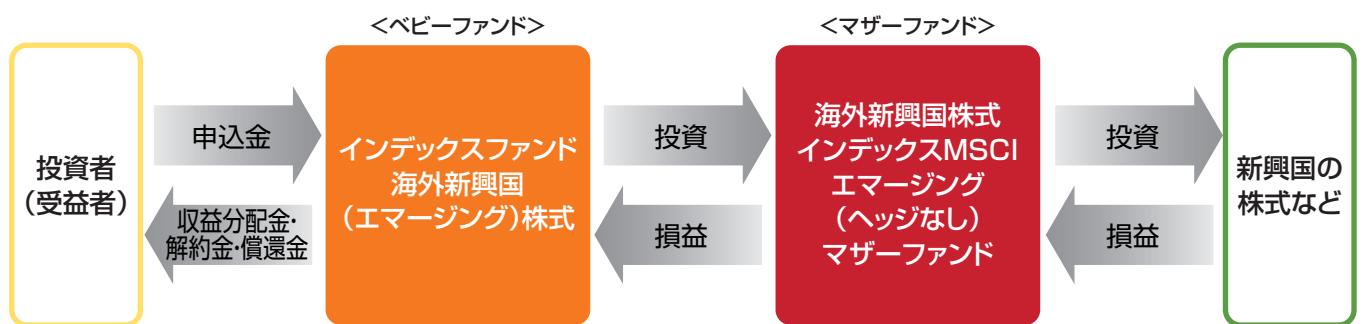 <ベビーファンド>
<マザーファンド>
投資者
（受益者）
申込金
収益分配金・
解約金・償還金
インデックスファンド
海外新興国
（エマージング）株式
投資
損益
海外新興国株式
インデックスMSCI
エマージング
（ヘッジなし）
マザーファンド
投資
損益
新興国の
株式など